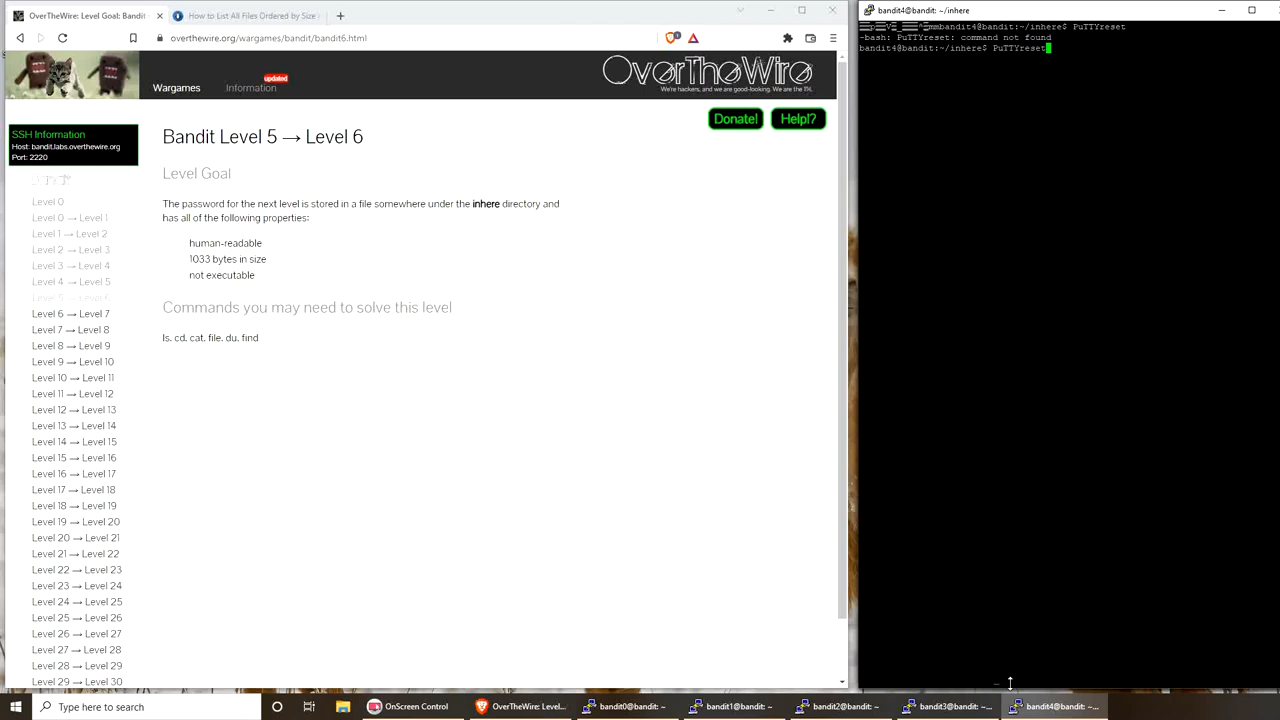 OverTheWire: Level Goal: Bandit
How to List All Files Ordered by Size
overthewire.org/wargames/bandit/bandit6.html
1
bandit4@bandit: ~/inhere
bandit4@bandit:~/inhere$ PuTTYreset
-bash: PuTTYreset: command not found
bandit4@bandit:~/inhere$ PuTTYreset
Wargames
Information
updated
OverTheWire
We're hackers, and we are good-looking. We are the 1%.
Donate!
Help!?
SSH Information
Host: bandit.labs.overthewire.org
Port: 2220
Level 0
Level 0 → Level 1
Level 1 → Level 2
Level 2 → Level 3
Level 3 → Level 4
Level 4 → Level 5
Level 5 → Level 6
Level 6 → Level 7
Level 7 → Level 8
Level 8 → Level 9
Level 9 → Level 10
Level 10 → Level 11
Level 11 → Level 12
Level 12 → Level 13
Level 13 → Level 14
Level 14 → Level 15
Level 15 → Level 16
Level 16 → Level 17
Level 17 → Level 18
Level 18 → Level 19
Level 19 → Level 20
Level 20 → Level 21
Level 21 → Level 22
Level 22 → Level 23
Level 23 → Level 24
Level 24 → Level 25
Level 25 → Level 26
Level 26 → Level 27
Level 27 → Level 28
Level 28 → Level 29
Level 29 → Level 30
Bandit Level 5 → Level 6
Level Goal
The password for the next level is stored in a file somewhere under the inhere directory and
has all of the following properties:
human-readable
1033 bytes in size
not executable
Commands you may need to solve this level
ls, cd, cat, file, du, find
Type here to search
OnScreen Control
OverTheWire: Level...
bandit0@bandit: ~
bandit1@bandit: ~
bandit2@bandit: ~
bandit3@bandit: ~...
bandit4@bandit: ~...